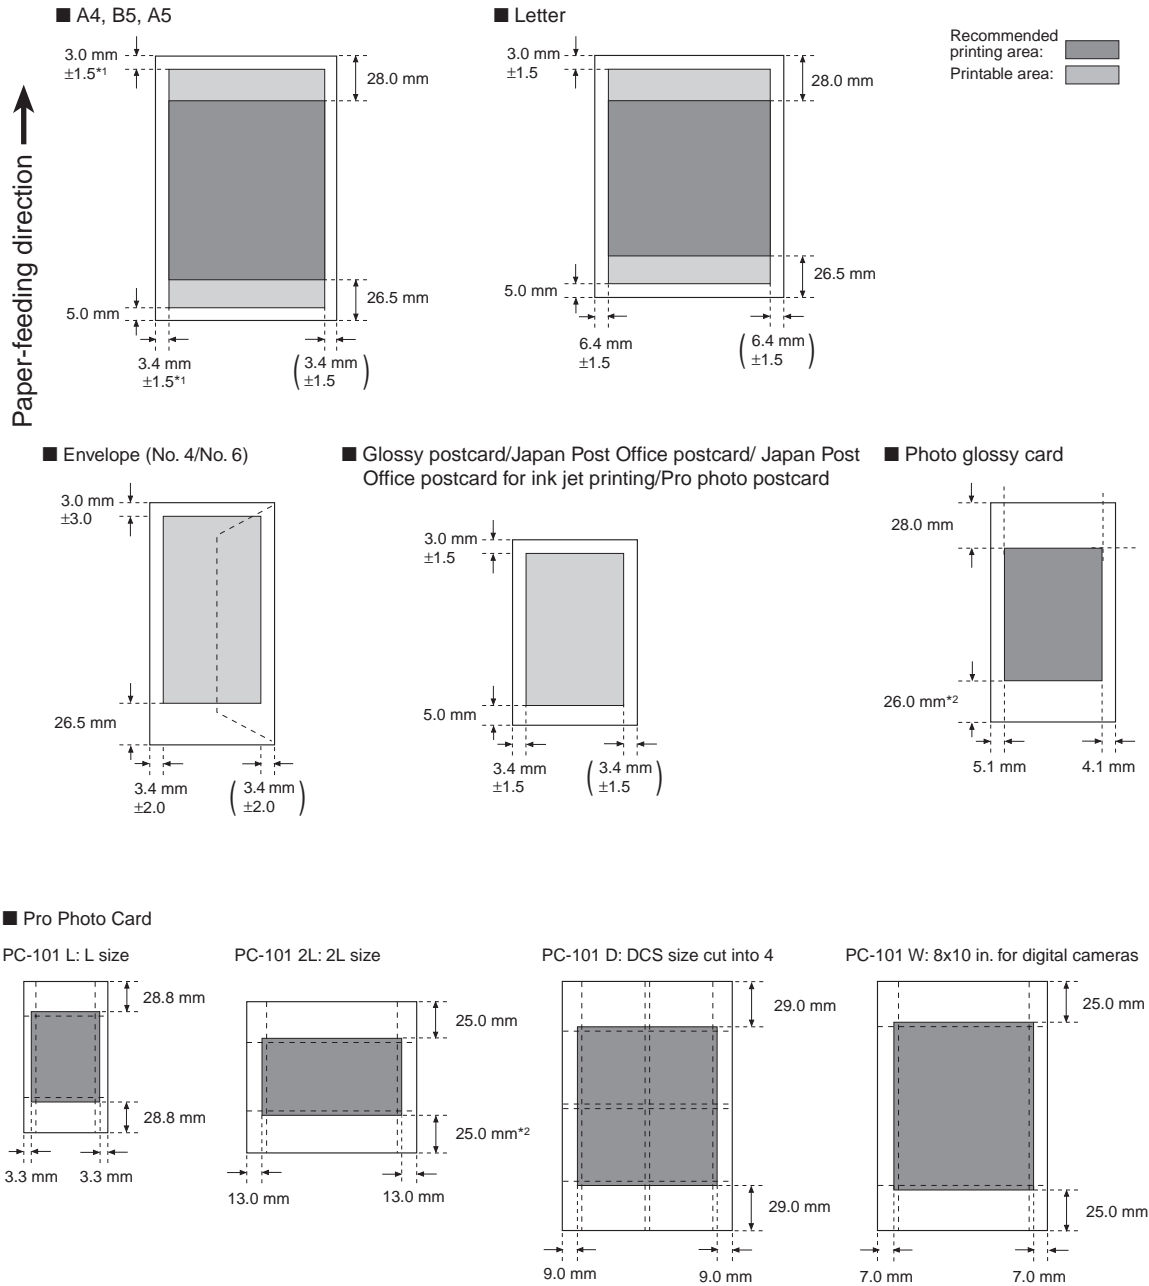 ■ A4, B5, A5
3.0 mm
±1.5*1
28.0 mm
26.5 mm
5.0 mm
3.4 mm
±1.5*1
(3.4 mm
±1.5)
■ Letter
3.0 mm
±1.5
28.0 mm
26.5 mm
5.0 mm
6.4 mm
±1.5
(6.4 mm
±1.5)
Recommended
printing area:
Printable area:
Paper-feeding direction
■ Envelope (No. 4/No. 6)
3.0 mm
±3.0
26.5 mm
3.4 mm
±2.0
(3.4 mm
±2.0)
■ Glossy postcard/Japan Post Office postcard/ Japan Post
Office postcard for ink jet printing/Pro photo postcard
3.0 mm
±1.5
5.0 mm
3.4 mm
±1.5
(3.4 mm
±1.5)
■ Photo glossy card
28.0 mm
26.0 mm*2
5.1 mm
4.1 mm
■ Pro Photo Card
PC-101 L: L size
28.8 mm
28.8 mm
3.3 mm
3.3 mm
PC-101 2L: 2L size
25.0 mm
25.0 mm*2
13.0 mm
13.0 mm
PC-101 D: DCS size cut into 4
29.0 mm
29.0 mm
9.0 mm
9.0 mm
PC-101 W: 8x10 in. for digital cameras
25.0 mm
25.0 mm
7.0 mm
7.0 mm